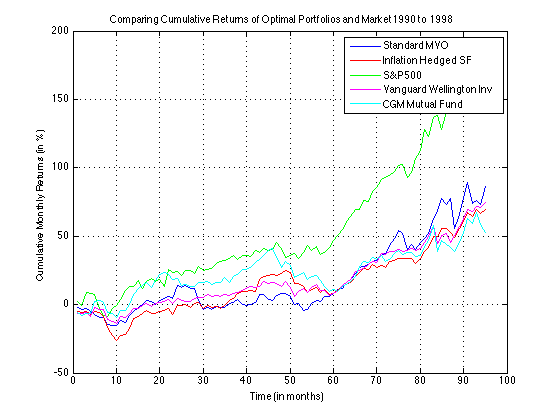 Comparing Cumulative Returns of Optimal Portfolios and Market 1990 to 1998
200
150
100
50
0
-50
Cumulative Monthly Returns (in %)
Standard MVO
Inflation Hedged SF
S&P500
Vanguard Wellington Inv
CGM Mutual Fund
0 10 20 30 40 50 60 70 80 90 100
Time (in months)